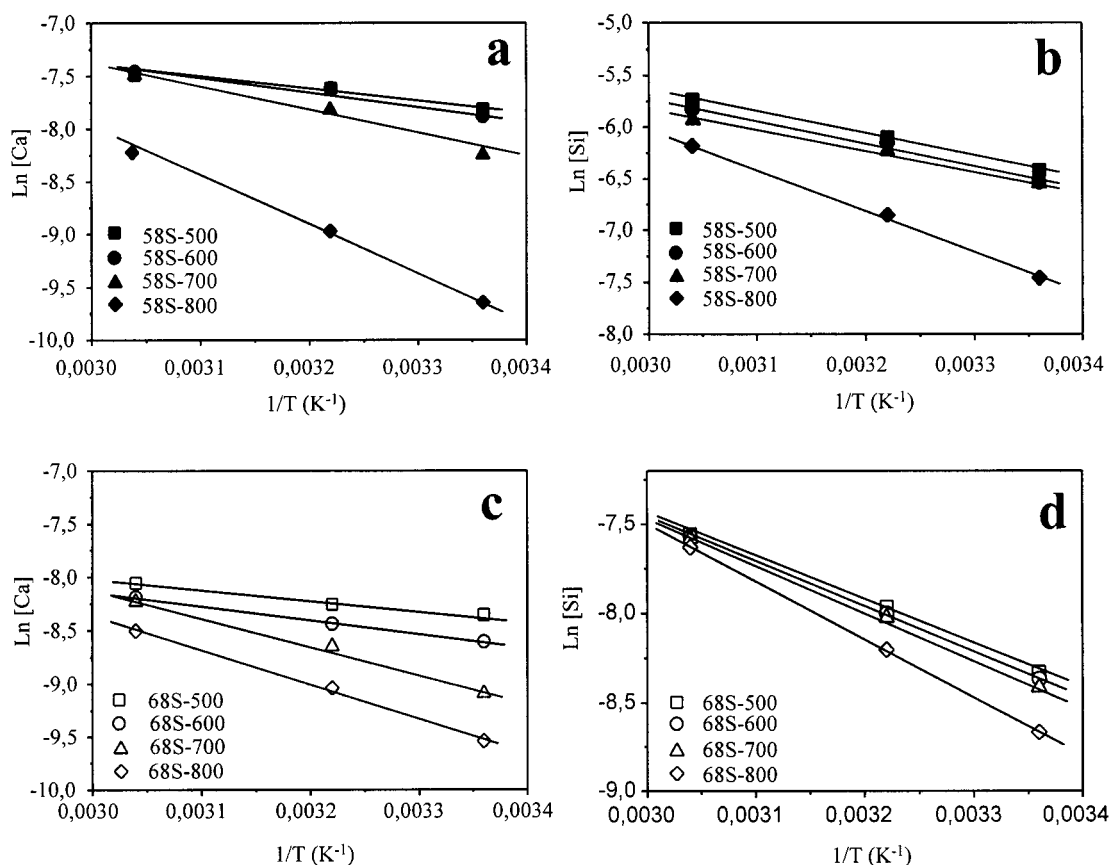 a
Ln [Ca]
-7,0
-7,5
-8,0
-8,5
-9,0
-9,5
-10,0
58S-500
58S-600
58S-700
58S-800
0,0030
0,0031
0,0032
0,0033
0,0034
1/T (K⁻¹)
b
Ln [Si]
-5,0
-5,5
-6,0
-6,5
-7,0
-7,5
-8,0
58S-500
58S-600
58S-700
58S-800
0,0030
0,0031
0,0032
0,0033
0,0034
1/T (K⁻¹)
c
Ln [Ca]
-7,0
-7,5
-8,0
-8,5
-9,0
-9,5
-10,0
68S-500
68S-600
68S-700
68S-800
0,0030
0,0031
0,0032
0,0033
0,0034
1/T (K⁻¹)
d
Ln [Si]
-7,5
-8,0
-8,5
-9,0
68S-500
68S-600
68S-700
68S-800
0,0030
0,0031
0,0032
0,0033
0,0034
1/T (K⁻¹)